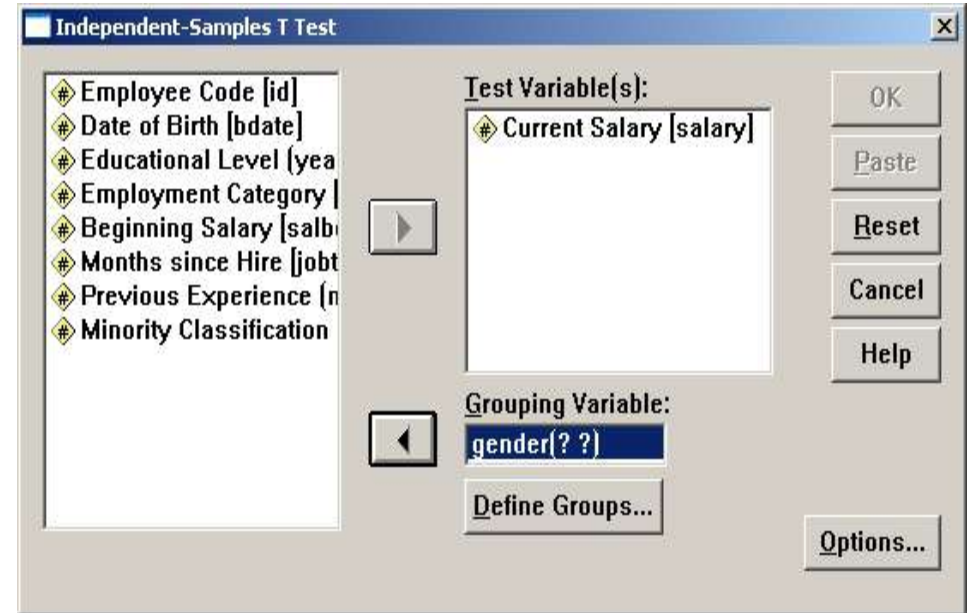 Independent-Samples T Test
Employee Code [id]
Date of Birth [bdate]
Educational Level (yea
Employment Category [
Beginning Salary [salb
Months since Hire [jobt
Previous Experience (n
Minority Classification
Test Variable(s):
Current Salary [salary]
Grouping Variable:
gender(? ?)
Define Groups...
OK
Paste
Reset
Cancel
Help
Options...